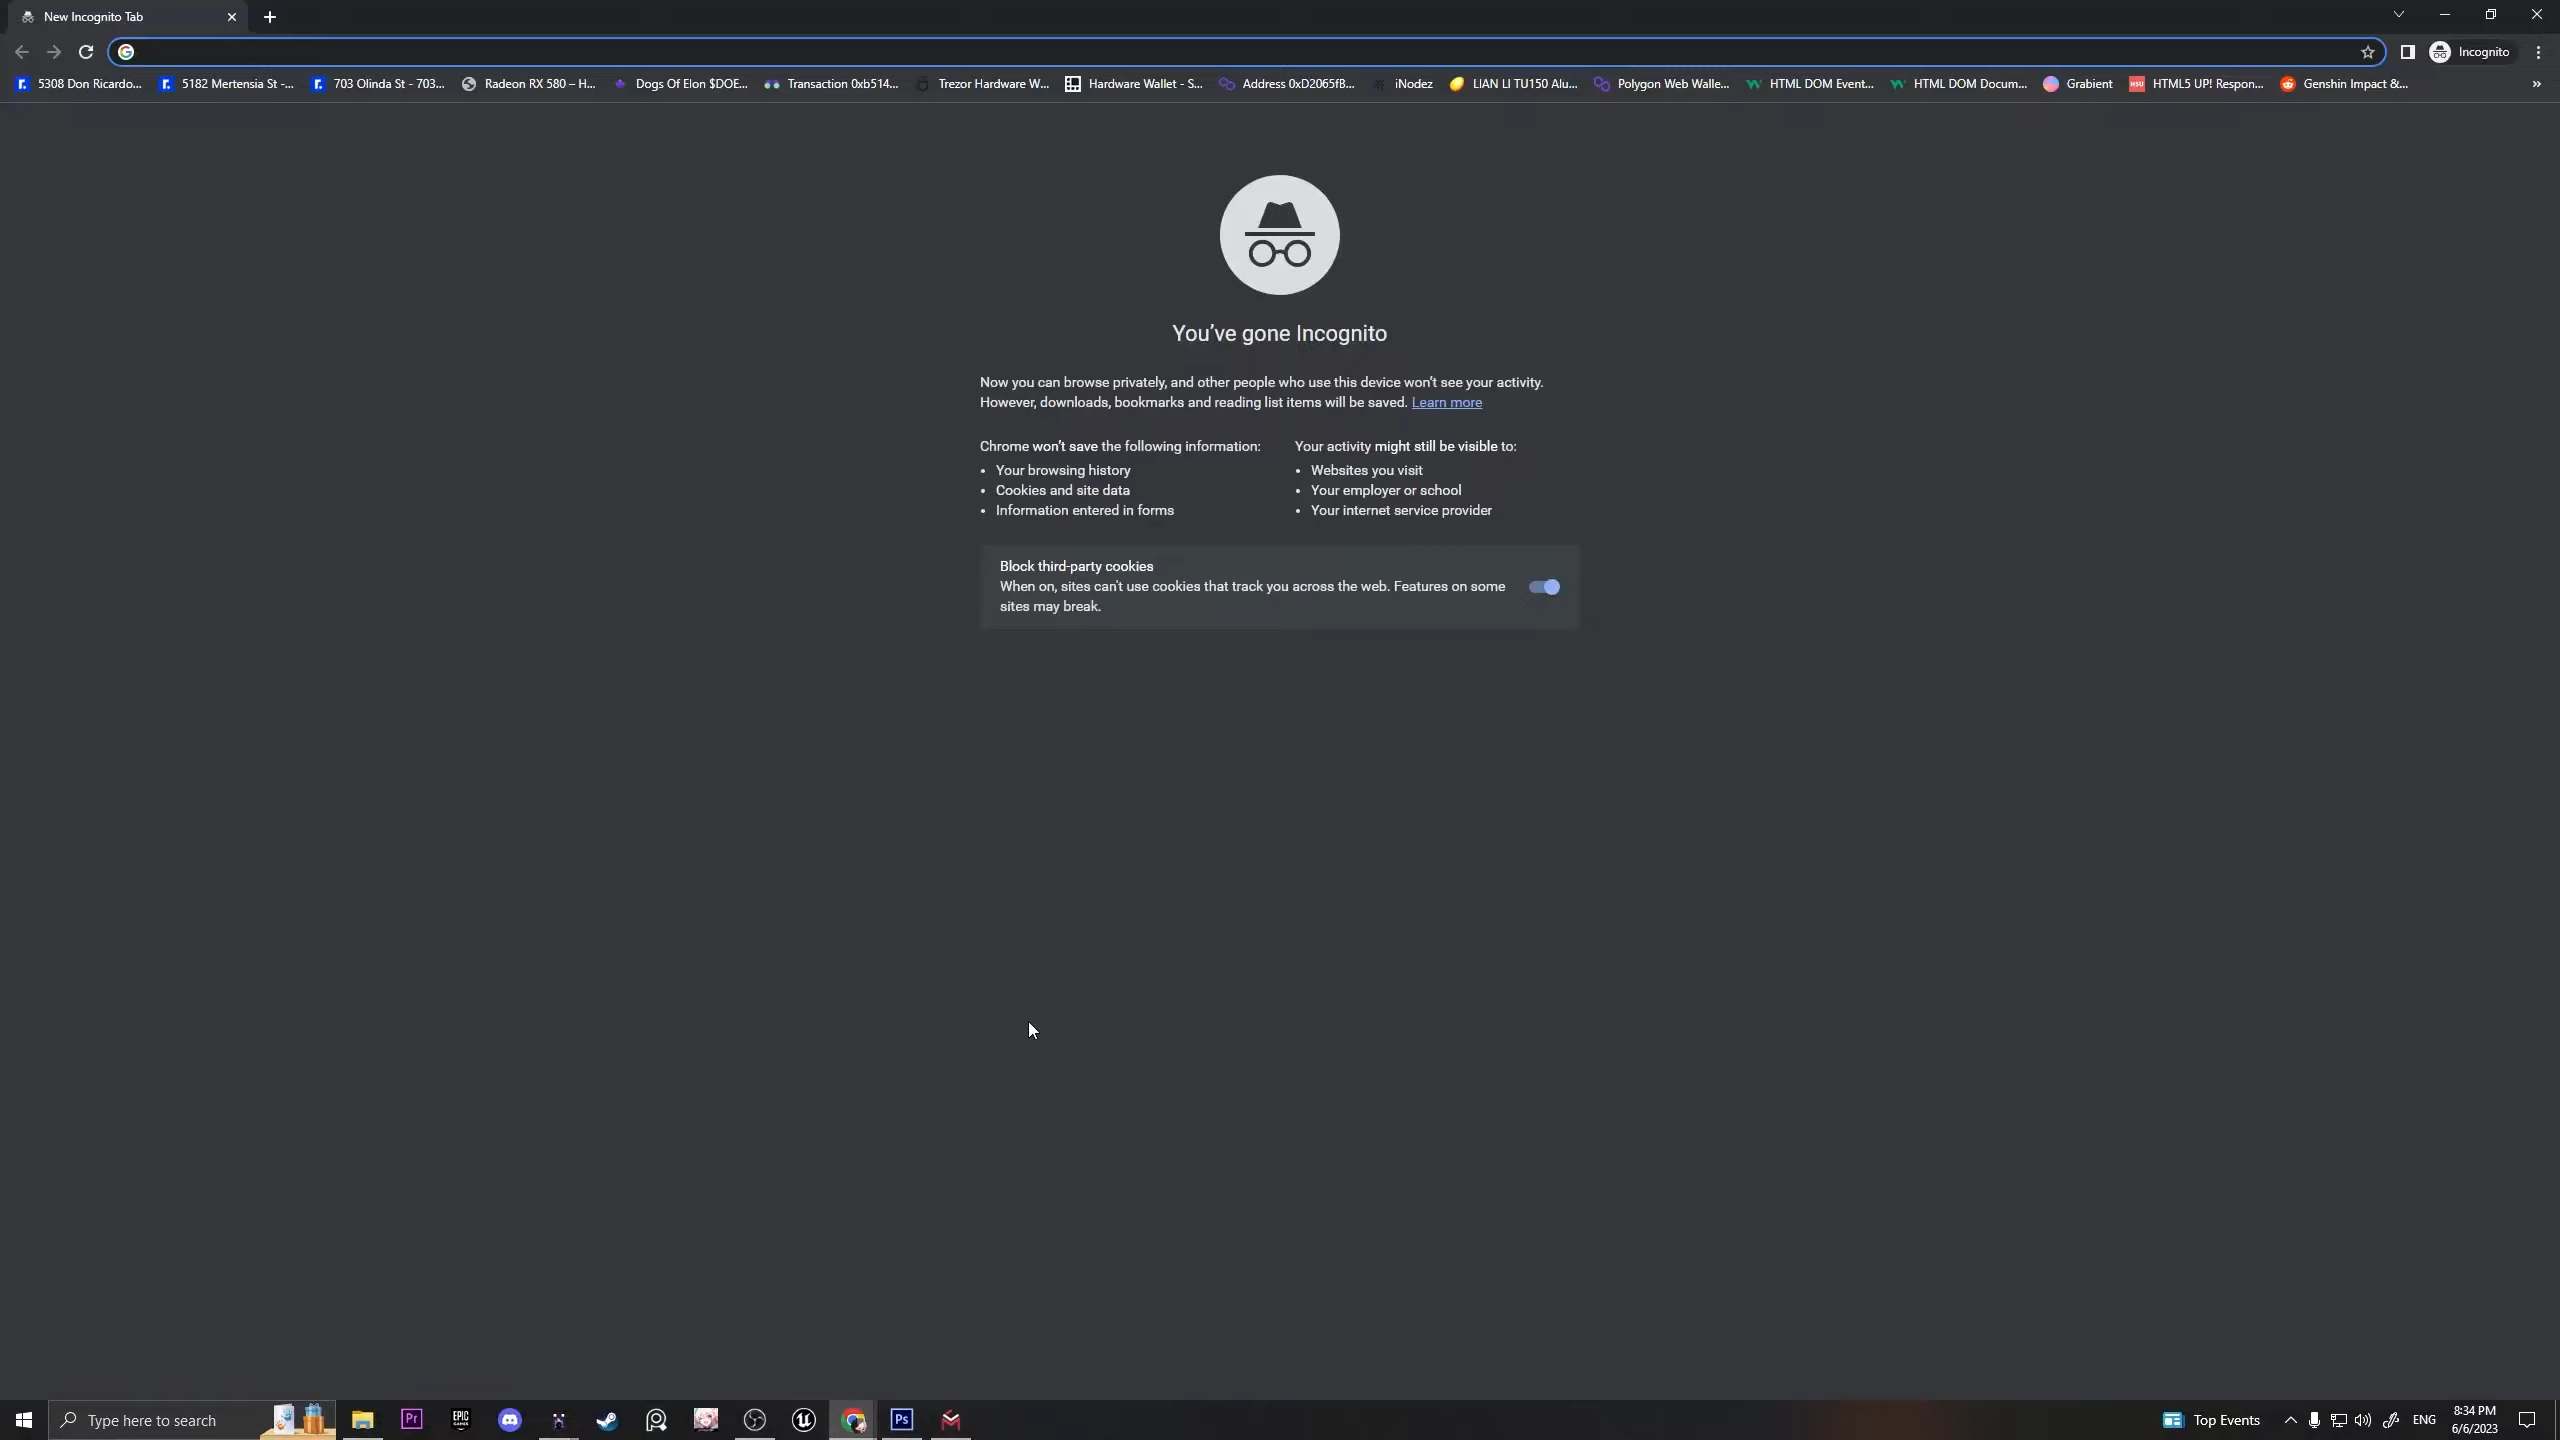 New Incognito Tab
Incognito
5308 Don Ricardo...
5182 Mertensia St -...
703 Olinda St - 703...
Radeon RX 580 – H...
Dogs Of Elon $DOE...
Transaction 0xb514...
Trezor Hardware W...
Hardware Wallet - S...
Address 0xD2065fB...
iNodez
LIAN LI TU150 Alu...
Polygon Web Walle...
HTML DOM Event...
HTML DOM Docum...
Grabient
HSU
HTML5 UP! Respon...
Genshin Impact &...
You've gone Incognito
Now you can browse privately, and other people who use this device won't see your activity.
However, downloads, bookmarks and reading list items will be saved. Learn more
Chrome won't save the following information:
Your browsing history
Cookies and site data
Information entered in forms
Your activity might still be visible to:
Websites you visit
Your employer or school
Your internet service provider
Block third-party cookies
When on, sites can't use cookies that track you across the web. Features on some
sites may break.
Type here to search
Pr
EPIC
GAMES
Ps
Top Events
ENG
8:34 PM
6/6/2023